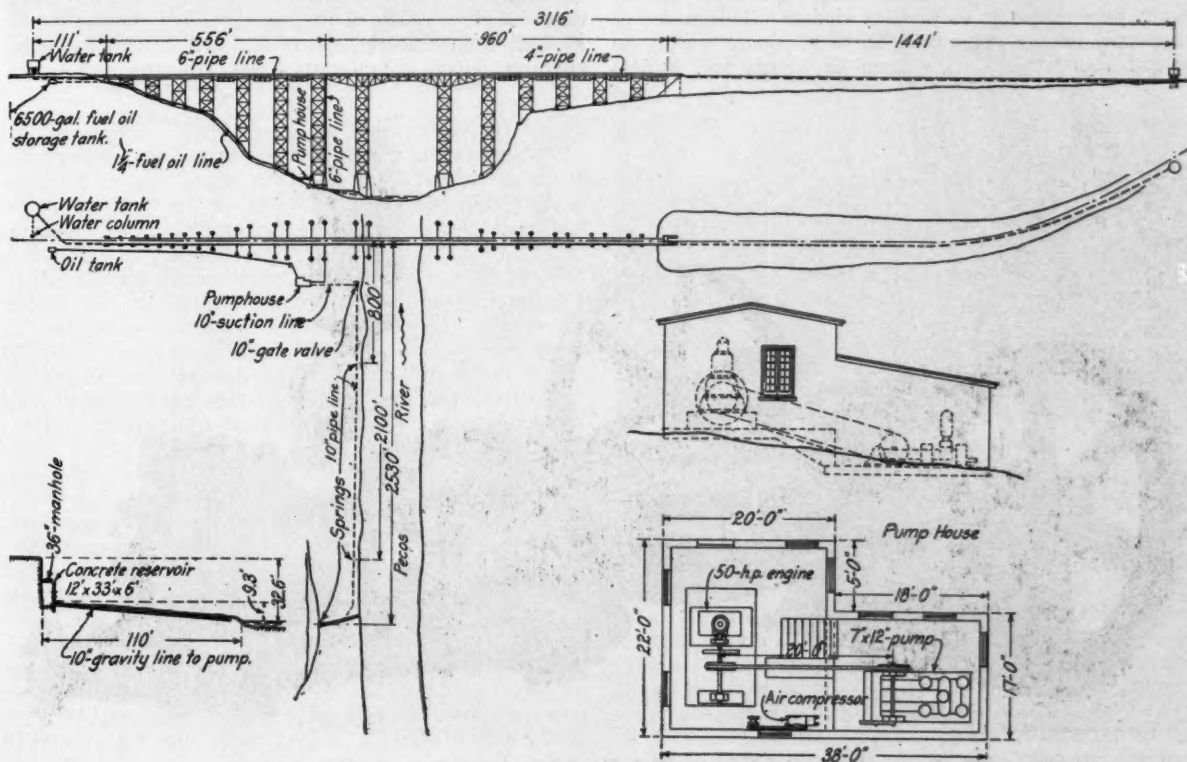 3116'
111'
556'
960'
1441'
Water tank
6"-pipe line
4"-pipe line
Pumphouse
6"-pipe line
6500-gal. fuel oil
storage tank.
1¼"-fuel oil line
Water tank
Water column
Oil tank
Pumphouse
10"-suction line
10"-gate valve
800'
2100'
2530'
10"pipe line
Springs
River
Pecos
36"-manhole
Concrete reservoir
12'x33'x6'
9.3'
32.6'
110'
10"-gravity line to pump.
20'-0"
Pump House
50-h.p. engine
5'-0"
18'-0"
22'-0"
20'-0"
7"x12"-pump
17'-0"
Air compressor
38'-0"